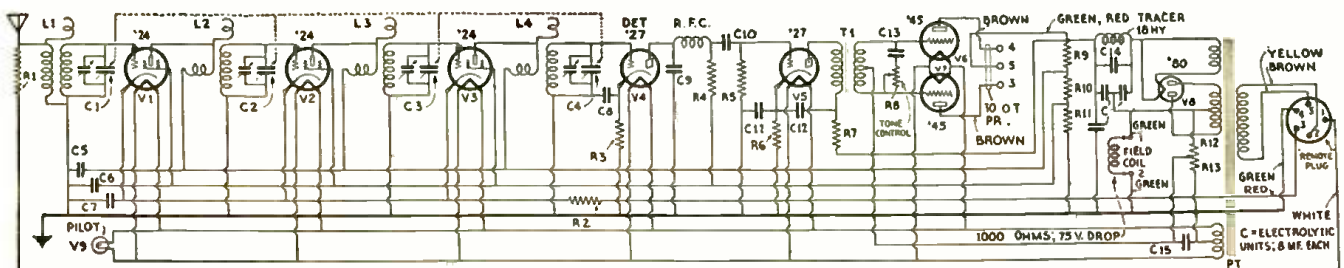 L1 L2 L3 L4
'24 '24 '24 DET '27 R.F.C. C10 '27 T1 C13 '45 BROWN GREEN, RED TRACER 18 HY
R1 C1 V1 C2 V2 C3 V3 C4 C8 V4 C9 R4 R5 V5 V6 V7 4 5 3 R9 C14 '80 YELLOW BROWN
R8 TONE CONTROL '45 10 O T PR. R10 C V8
R3 C11 C12 R6 R7 BROWN R11 GREEN 1 FIELD COIL 2 GREEN R12 R13 REMOTE PLUG
C5
C6
C7 R2 GREEN RED WHITE
PILOT V9 1000 OHMS; 75 V. DROP C15 C = ELECTROLYTIC UNITS; 8 MF. EACH
PT